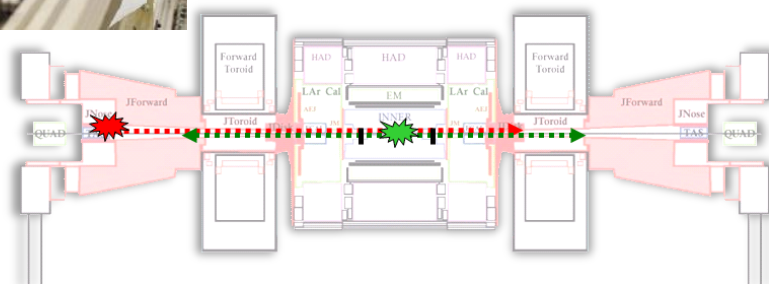 HAD
HAD
HAD
Forward
Toroid
Forward
Toroid
JForward
LAr Cal
EM
LAr Cal
JForward
JNose
JToroid
INNER
JToroid
JNose
QUAD
TAS
QUAD